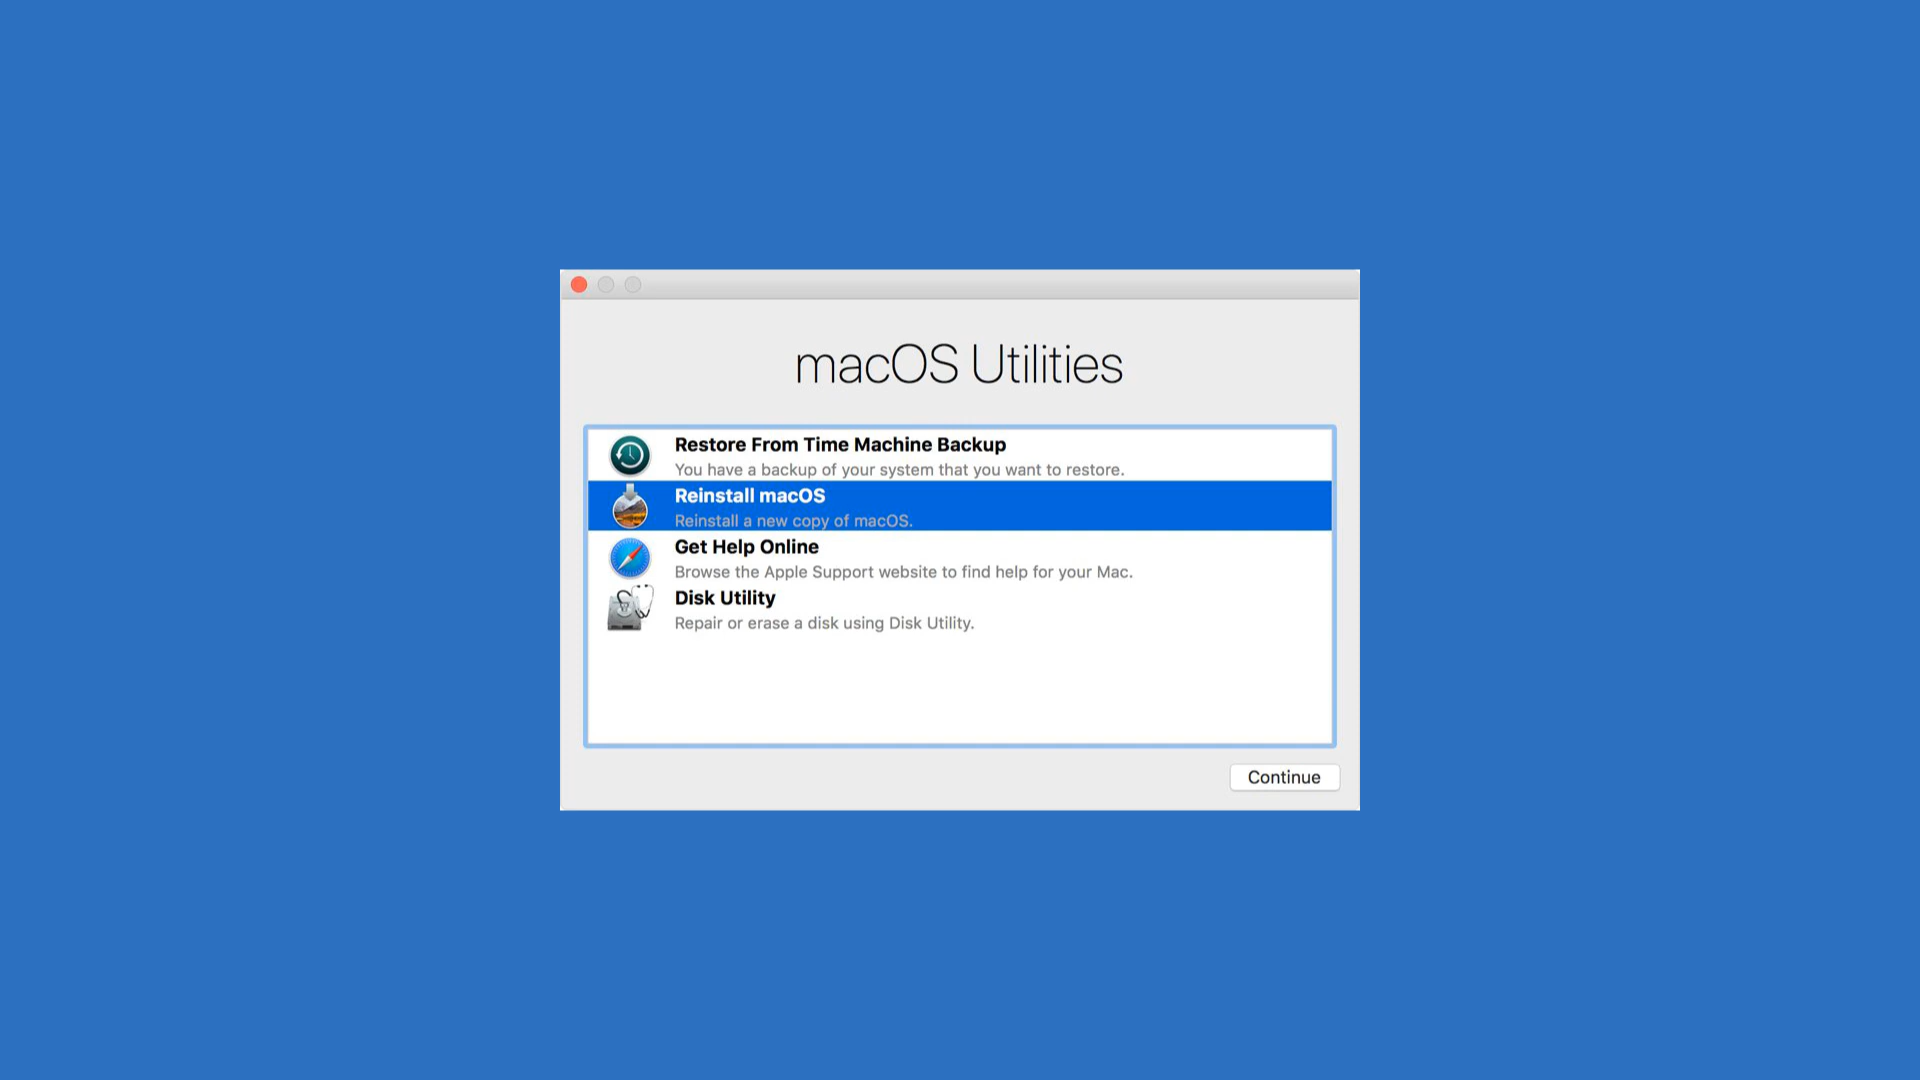 macOS Utilities
Restore From Time Machine Backup
You have a backup of your system that you want to restore.
Reinstall macOS
Reinstall a new copy of macOS.
Get Help Online
Browse the Apple Support website to find help for your Mac.
Disk Utility
Repair or erase a disk using Disk Utility.
Continue